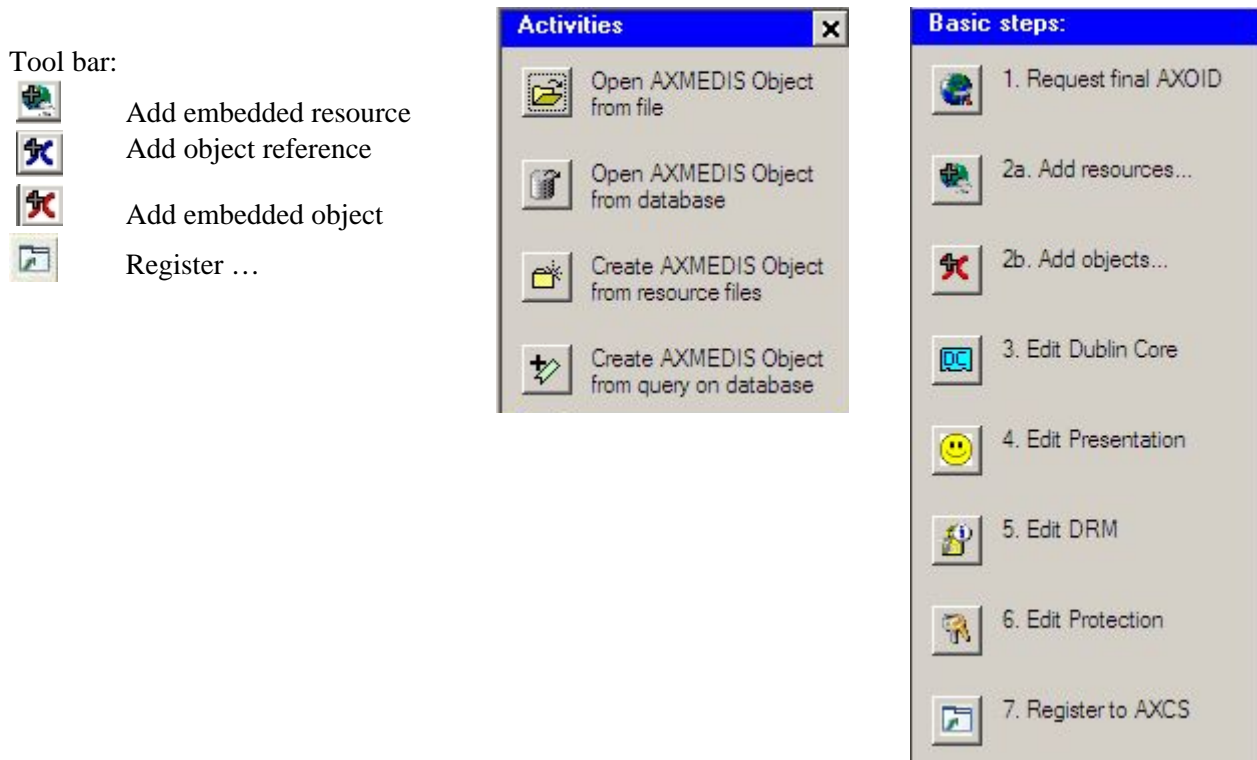 Tool bar:
Add embedded resource
Add object reference
Add embedded object
Register …
Activities
Open AXMEDIS Object
from file
Open AXMEDIS Object
from database
Create AXMEDIS Object
from resource files
Create AXMEDIS Object
from query on database
Basic steps:
1. Request final AXOID
2a. Add resources...
2b. Add objects...
DC
3. Edit Dublin Core
4. Edit Presentation
5. Edit DRM
6. Edit Protection
7. Register to AXCS